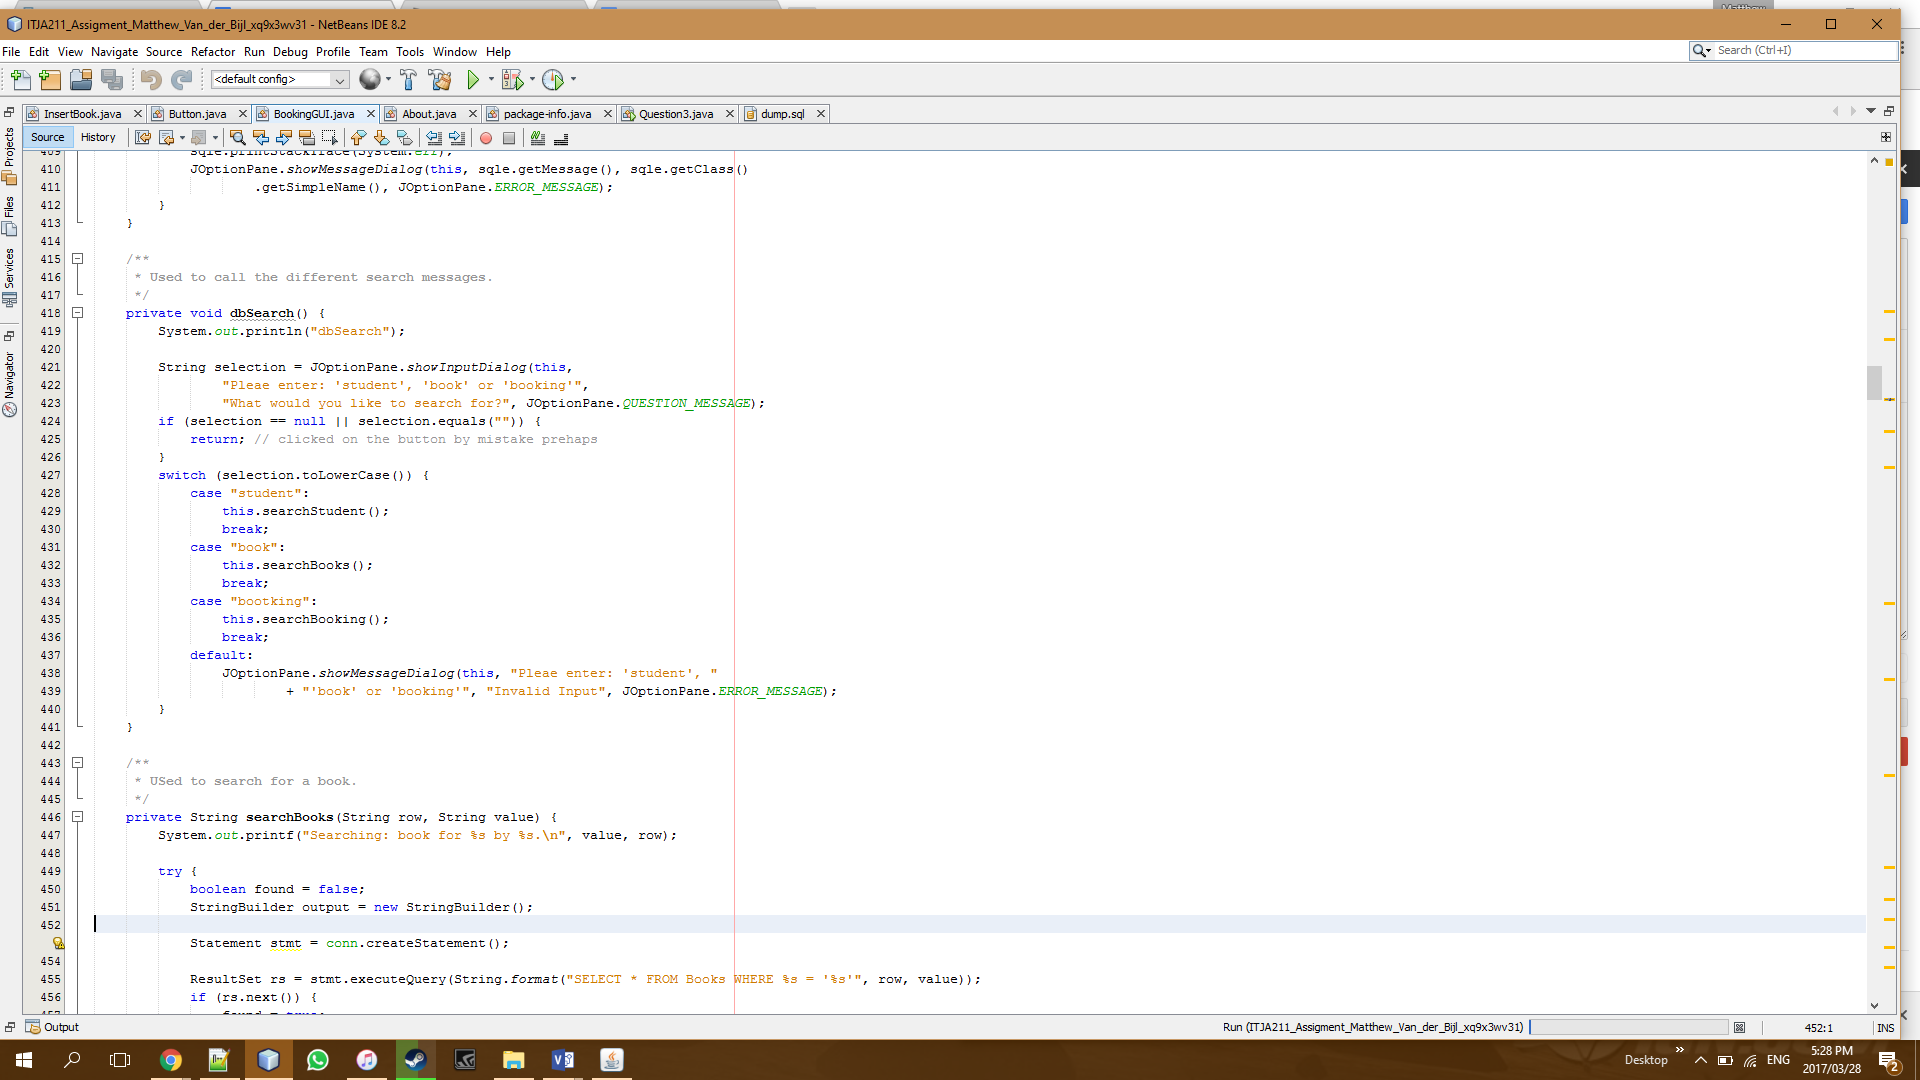 ITJA211_Assigment_Matthew_Van_der_Bijl_xq9x3wv31 - NetBeans IDE 8.2
File Edit View Navigate Source Refactor Run Debug Profile Team Tools Window Help
Search (Ctrl+I)
<default config>
InsertBook.java Button.java BookingGUI.java About.java package-info.java Question3.java dump.sql
Source History
Projects
Files
Services
Navigator
409 sqle.printStackTrace(System.err);
410 JOptionPane.showMessageDialog(this, sqle.getMessage(), sqle.getClass()
411 .getSimpleName(), JOptionPane.ERROR_MESSAGE);
412 }
413 }
414
415 /**
416 * Used to call the different search messages.
417 */
418 private void dbSearch() {
419 System.out.println("dbSearch");
420
421 String selection = JOptionPane.showInputDialog(this,
422 "Pleae enter: 'student', 'book' or 'booking'",
423 "What would you like to search for?", JOptionPane.QUESTION_MESSAGE);
424 if (selection == null || selection.equals("")) {
425 return; // clicked on the button by mistake prehaps
426 }
427 switch (selection.toLowerCase()) {
428 case "student":
429 this.searchStudent();
430 break;
431 case "book":
432 this.searchBooks();
433 break;
434 case "bootking":
435 this.searchBooking();
436 break;
437 default:
438 JOptionPane.showMessageDialog(this, "Pleae enter: 'student', "
439 + "'book' or 'booking'", "Invalid Input", JOptionPane.ERROR_MESSAGE);
440 }
441 }
442
443 /**
444 * USed to search for a book.
445 */
446 private String searchBooks(String row, String value) {
447 System.out.printf("Searching: book for %s by %s.\n", value, row);
448
449 try {
450 boolean found = false;
451 StringBuilder output = new StringBuilder();
452
Statement stmt = conn.createStatement();
454
455 ResultSet rs = stmt.executeQuery(String.format("SELECT * FROM Books WHERE %s = '%s'", row, value));
456 if (rs.next()) {
Output
Run (ITJA211_Assigment_Matthew_Van_der_Bijl_xq9x3wv31)
452:1 INS
Desktop
ENG
5:28 PM
2017/03/28
2